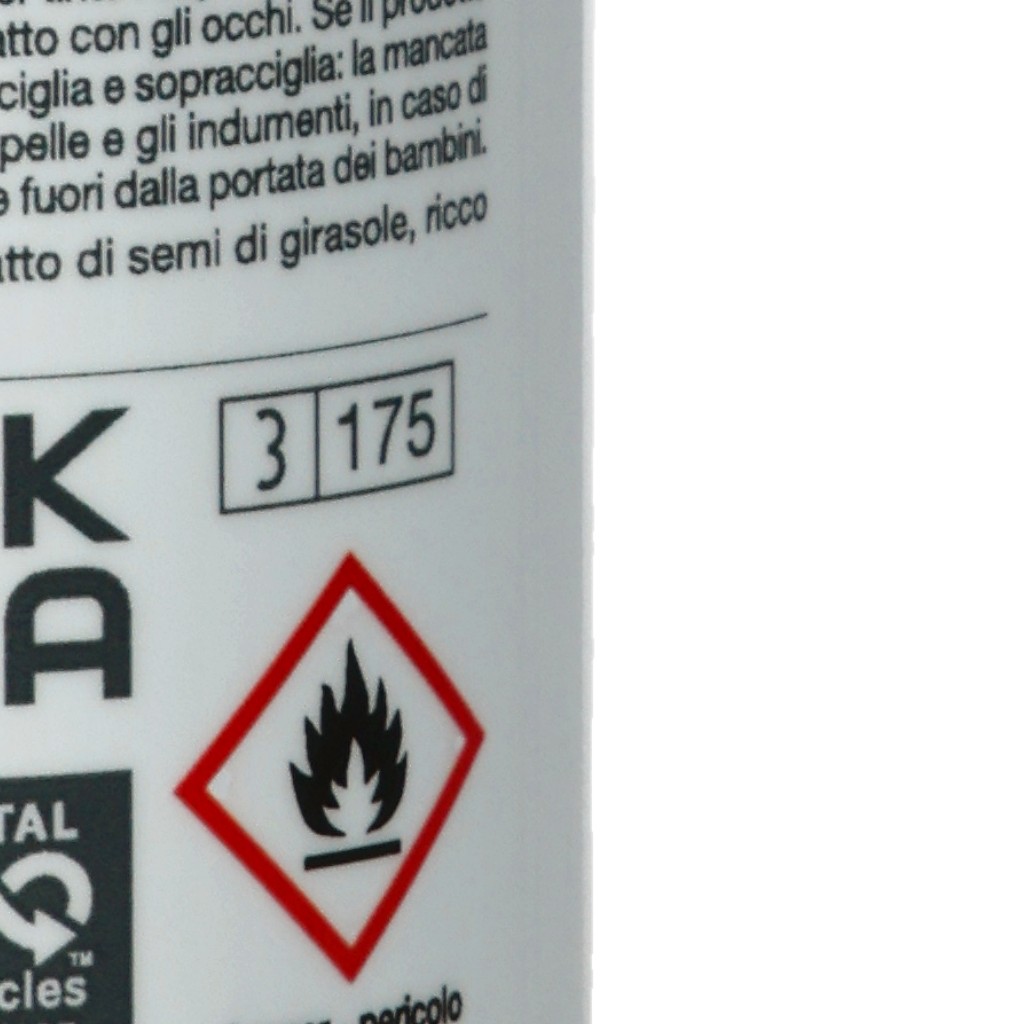 atto con gli occhi. Se il
ciglia e sopracciglia: la mancata
pelle e gli indumenti, in caso di
e fuori dalla portata dei bambini.
atto di semi di girasole, ricco
K
A
3 175
TAL
™
cles
pericolo